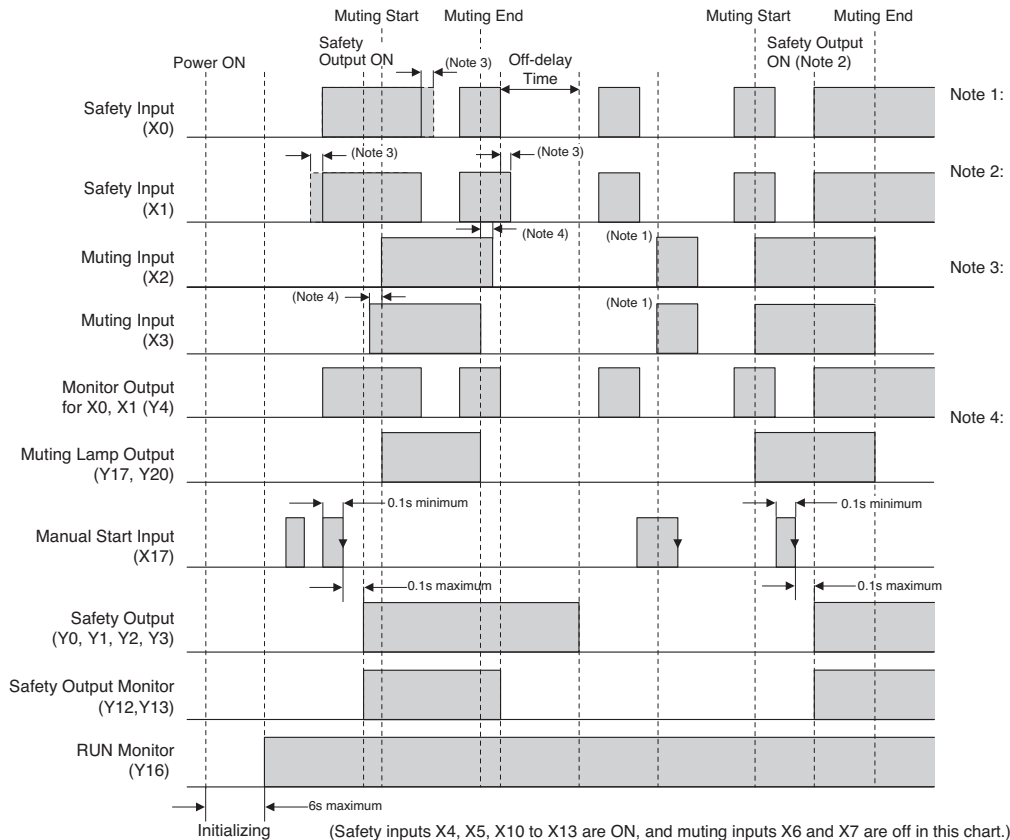 Muting Start
Muting End
Muting Start
Muting End
Power ON
Safety
Output ON
(Note 3)
Off-delay
Time
Safety Output
ON (Note 2)
Safety Input
(X0)
Note 1:
(Note 3)
(Note 3)
Safety Input
(X1)
Note 2:
(Note 4)
(Note 1)
Muting Input
(X2)
Note 3:
(Note 4)
(Note 1)
Muting Input
(X3)
Monitor Output
for X0, X1 (Y4)
Note 4:
Muting Lamp Output
(Y17, Y20)
0.1s minimum
0.1s minimum
Manual Start Input
(X17)
0.1s maximum
0.1s maximum
Safety Output
(Y0, Y1, Y2, Y3)
Safety Output Monitor
(Y12,Y13)
RUN Monitor
(Y16)
6s maximum
Initializing
(Safety inputs X4, X5, X10 to X13 are ON, and muting inputs X6 and X7 are off in this chart.)